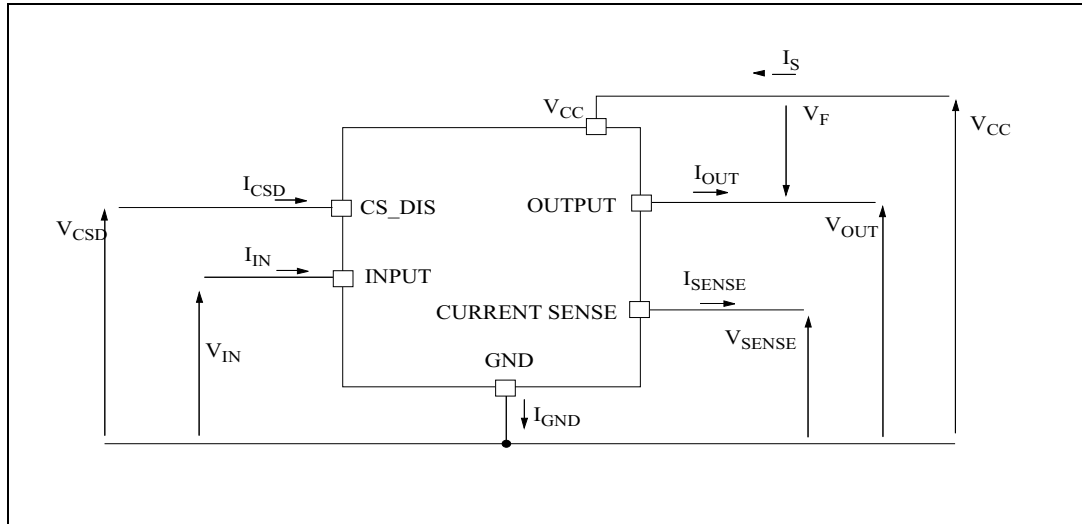 I_S
V_CC
V_F
V_CC
I_CSD
I_OUT
CS_DIS
OUTPUT
V_CSD
V_OUT
I_IN
INPUT
I_SENSE
CURRENT SENSE
V_IN
V_SENSE
GND
I_GND